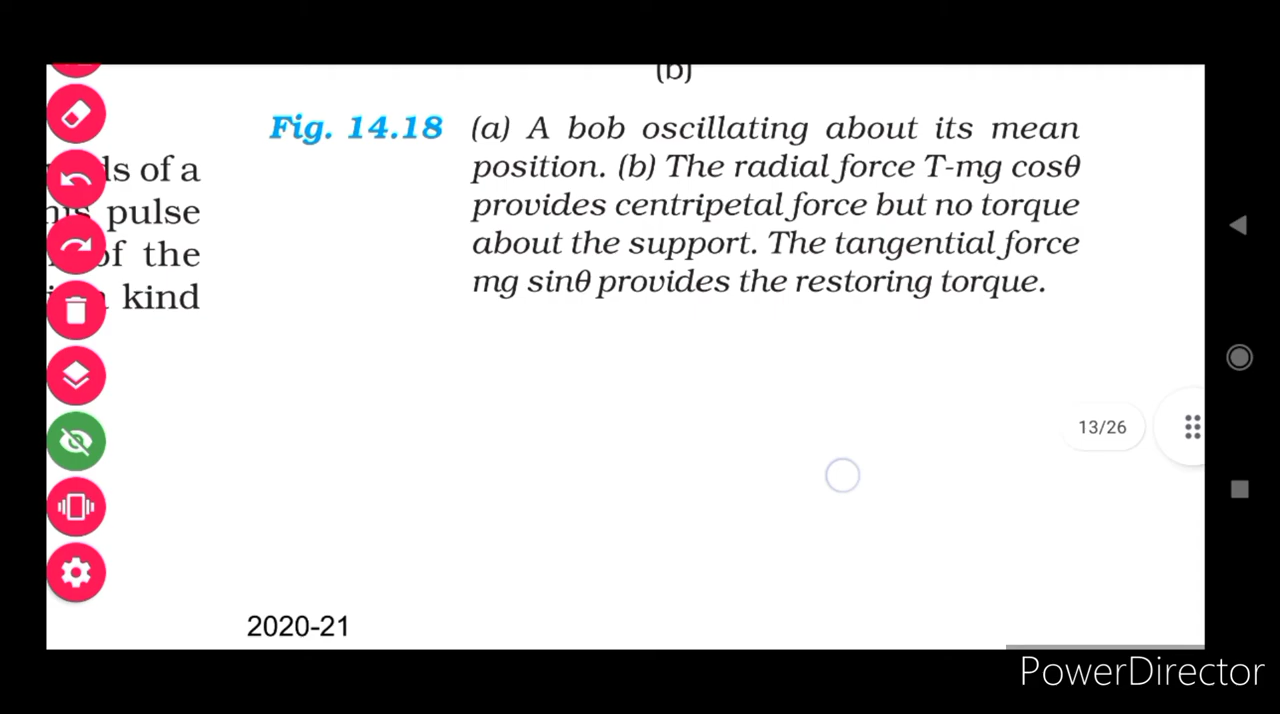 (b)
Fig. 14.18 (a) A bob oscillating about its mean
position. (b) The radial force T-mg cosθ
provides centripetal force but no torque
about the support. The tangential force
mg sinθ provides the restoring torque.
of a
pulse
of the
kind
13/26
2020-21
PowerDirector